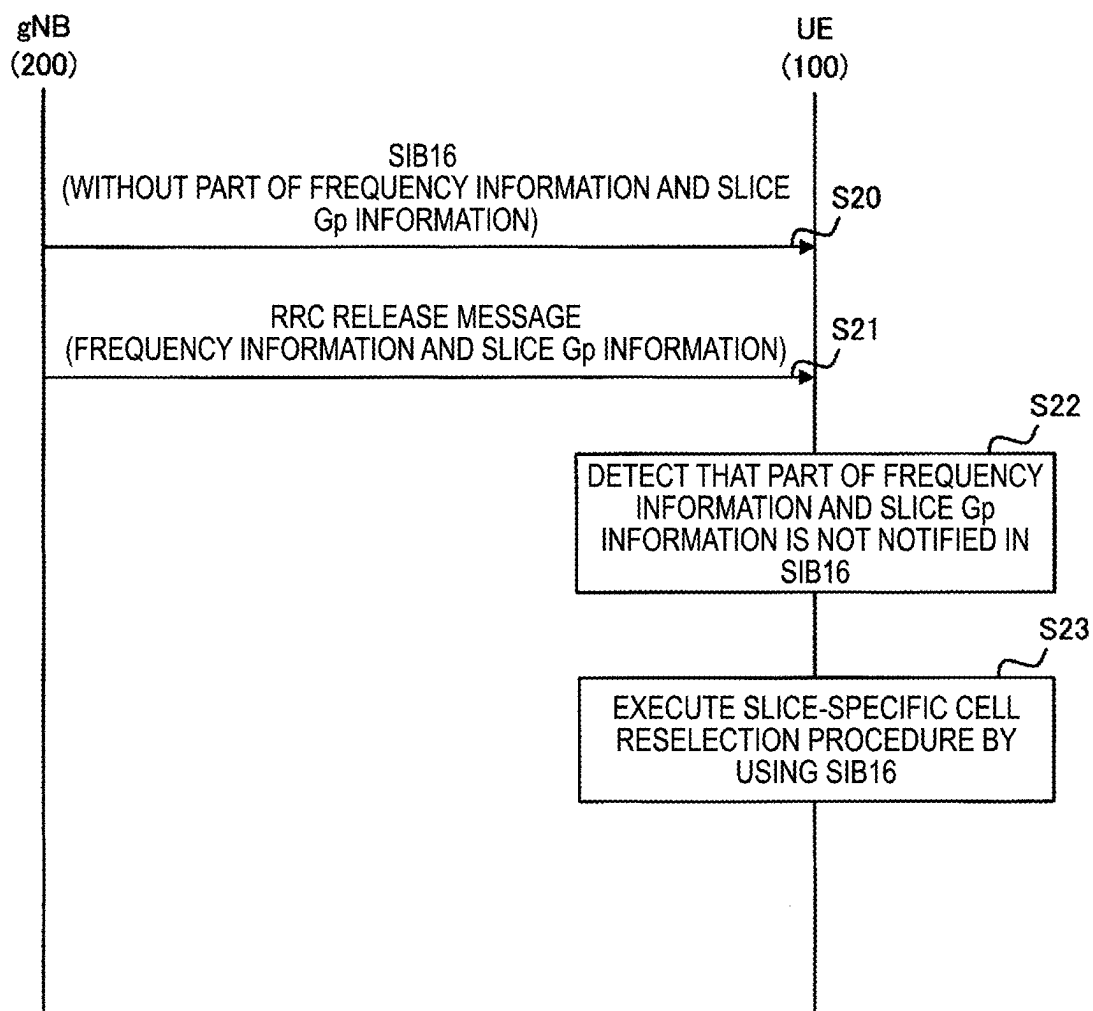 gNB
(200)
UE
(100)
SIB16
(WITHOUT PART OF FREQUENCY INFORMATION AND SLICE
Gp INFORMATION)
S20
RRC RELEASE MESSAGE
(FREQUENCY INFORMATION AND SLICE Gp INFORMATION)
S21
S22
DETECT THAT PART OF FREQUENCY
INFORMATION AND SLICE Gp
INFORMATION IS NOT NOTIFIED IN
SIB16
S23
EXECUTE SLICE-SPECIFIC CELL
RESELECTION PROCEDURE BY
USING SIB16